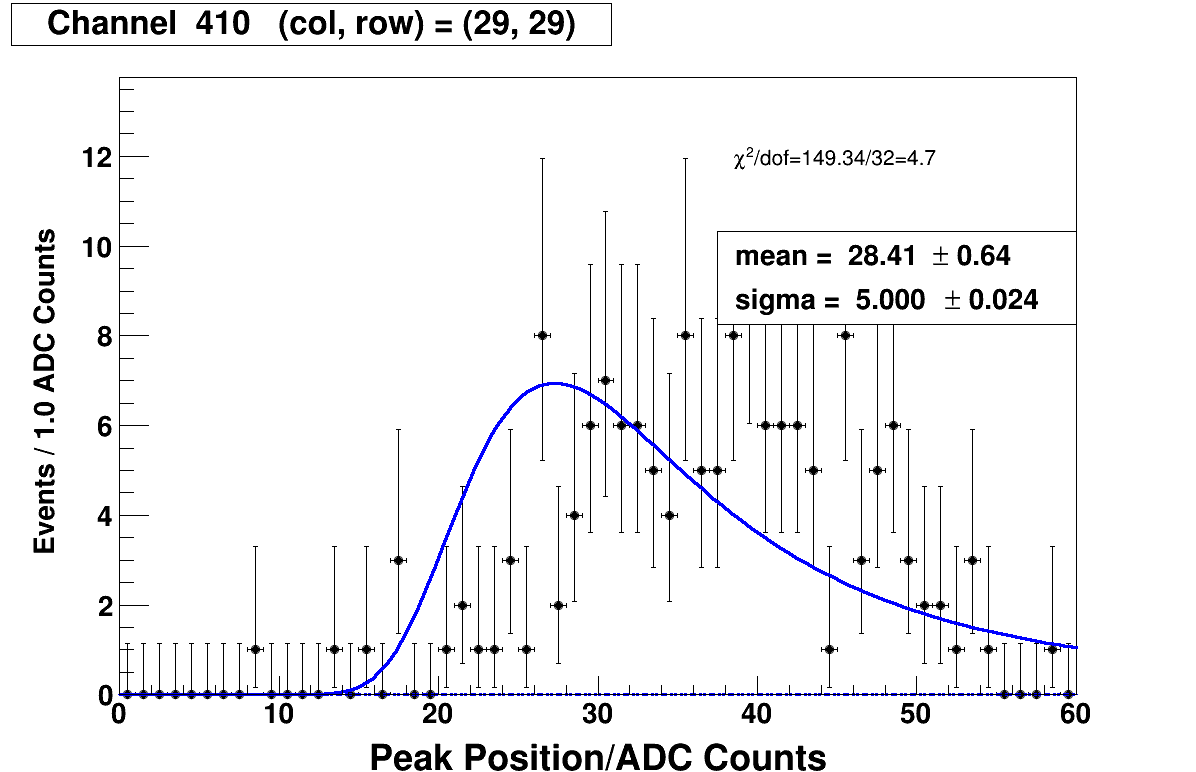 Channel 410 (col, row) = (29, 29)
χ²/dof=149.34/32=4.7
mean = 28.41 ± 0.64
sigma = 5.000 ± 0.024
Events / 1.0 ADC Counts
12
10
8
6
4
2
0
0 10 20 30 40 50 60
Peak Position/ADC Counts